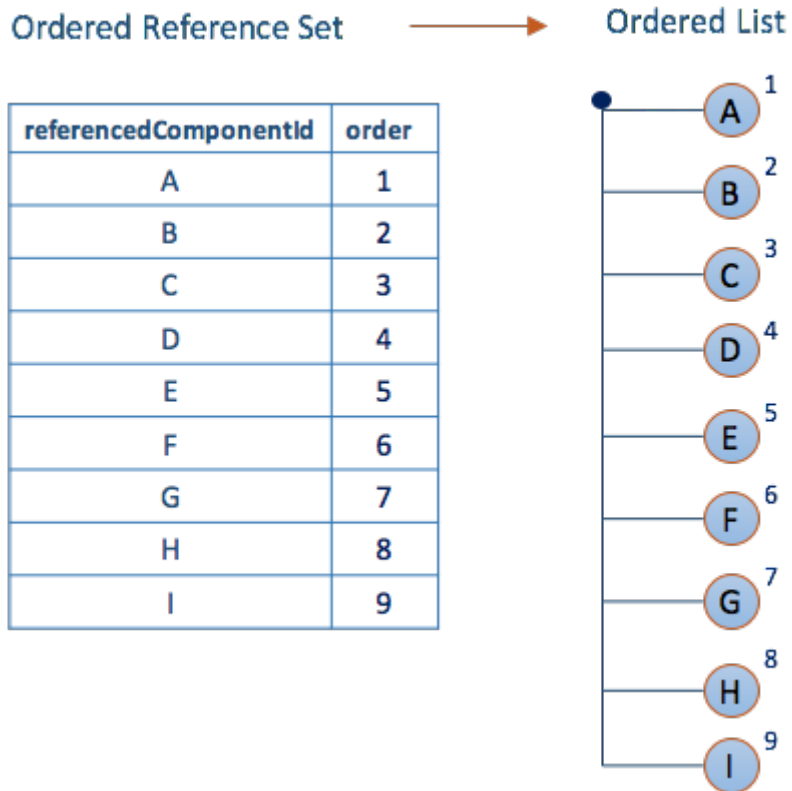 Ordered Reference Set
Ordered List
referencedComponentId order
A 1
B 2
C 3
D 4
E 5
F 6
G 7
H 8
I 9
A 1
B 2
C 3
D 4
E 5
F 6
G 7
H 8
I 9